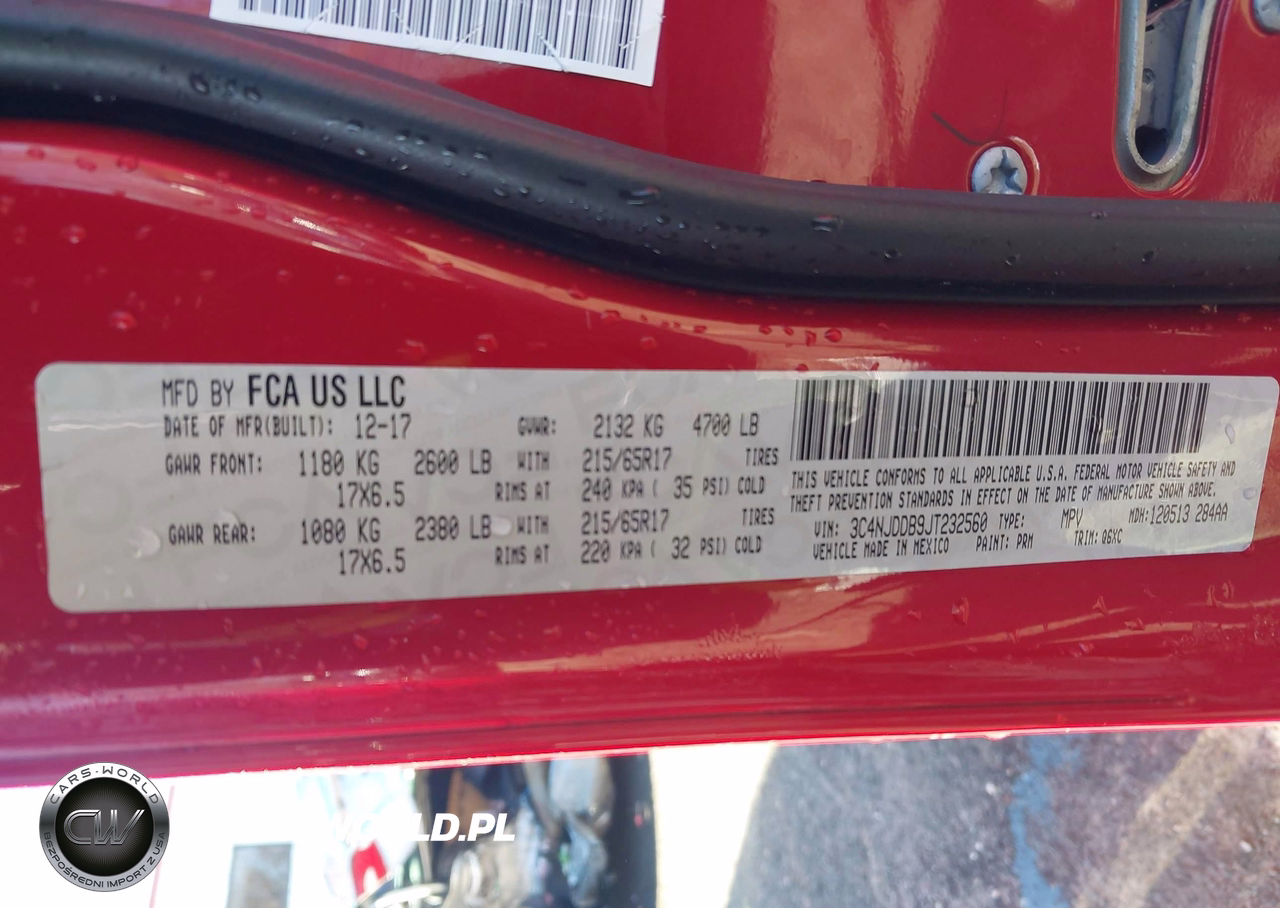 MFD BY FCA US LLC
DATE OF MFR(BUILT): 12-17 GVWR: 2132 KG 4700 LB
GAWR FRONT: 1180 KG 2600 LB WITH 215/65R17 TIRES
17X6.5 RIMS AT 240 KPA ( 35 PSI) COLD
GAWR REAR: 1080 KG 2380 LB WITH 215/65R17 TIRES
17X6.5 RIMS AT 220 KPA ( 32 PSI) COLD
THIS VEHICLE CONFORMS TO ALL APPLICABLE U.S.A. FEDERAL MOTOR VEHICLE SAFETY AND
THEFT PREVENTION STANDARDS IN EFFECT ON THE DATE OF MANUFACTURE SHOWN ABOVE.
VIN: 3C4NJDDB9JT232560 TYPE: MPV MDH:120513 284AA
VEHICLE MADE IN MEXICO PAINT: PRM TRIM: Q6XC
CARS-WORLD
CW
BEZPOŚREDNI IMPORT Z USA
LD.PL